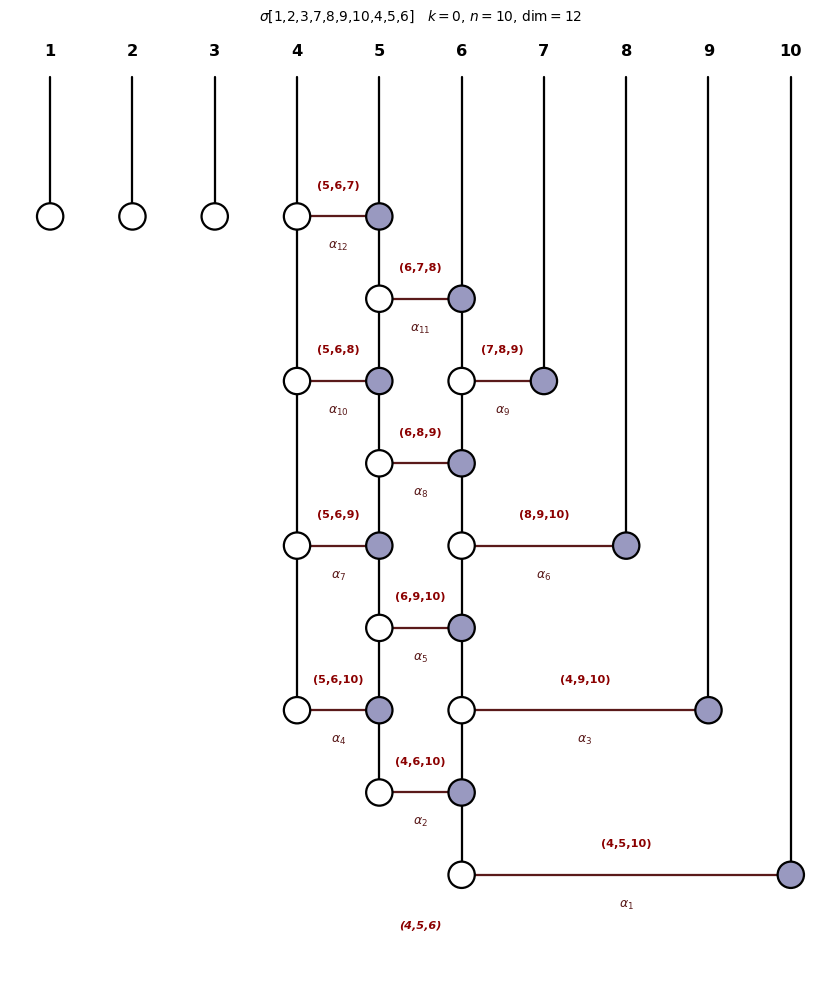 σ[1,2,3,7,8,9,10,4,5,6] k=0, n=10, dim=12
1 2 3 4 5 6 7 8 9 10
(5,6,7)
α12
(6,7,8)
α11
(5,6,8) (7,8,9)
α10 α9
(6,8,9)
α8
(5,6,9) (8,9,10)
α7 α6
(6,9,10)
α5
(5,6,10) (4,9,10)
α4 α3
(4,6,10)
α2
(4,5,10)
α1
(4,5,6)